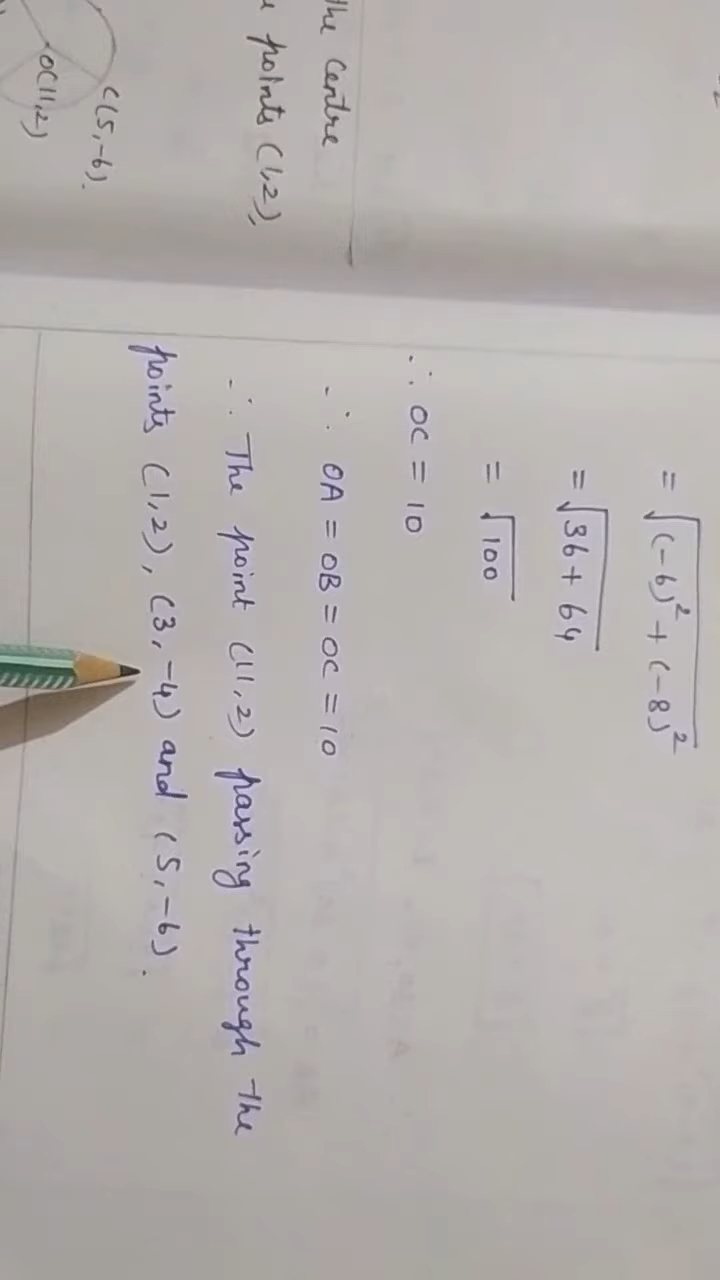 the centre
points (1,2),
C(5,-6).
O(11,2)
= √(-6)² + (-8)²
= √36 + 64
= √100
∴ OC = 10
∴ OA = OB = OC = 10
∴ The point (11,2) passing through the
points (1,2), (3,-4) and (5,-6).